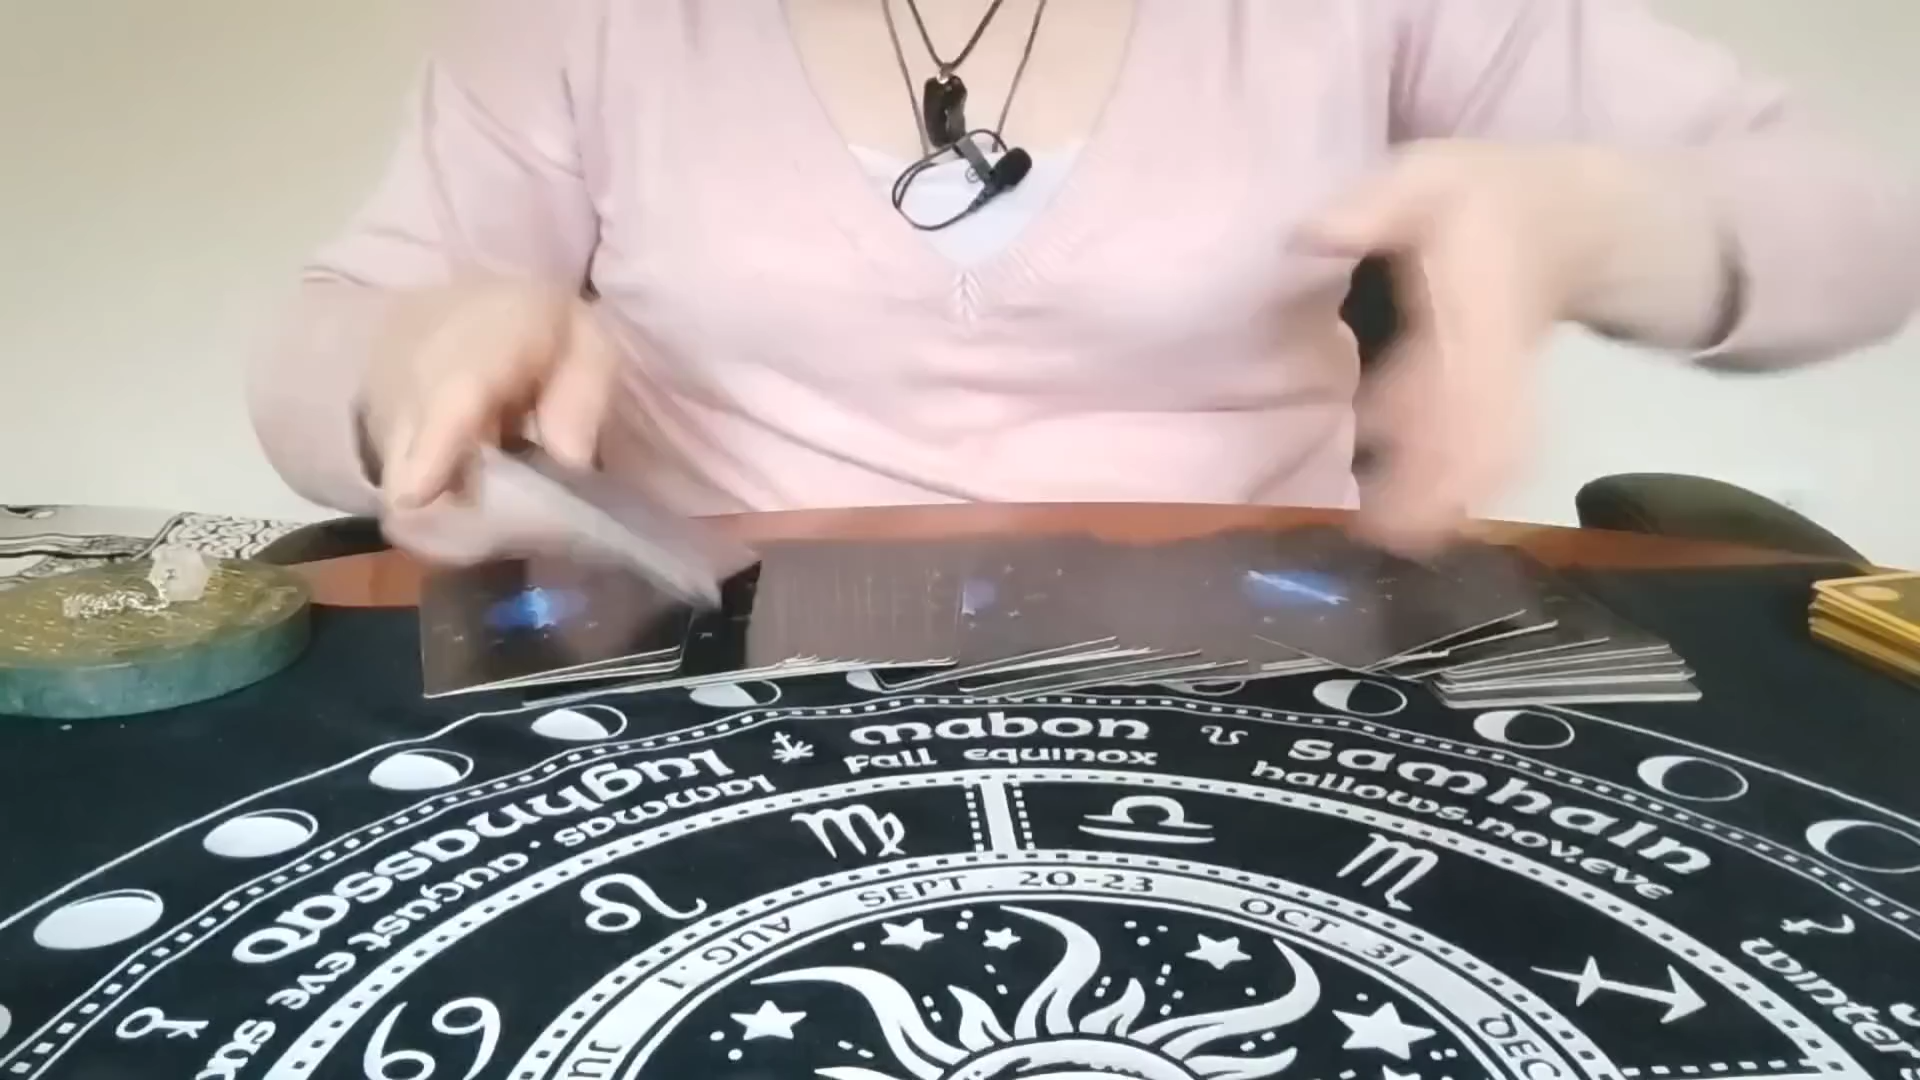 mabon
fall equinox
lughnassad
lammas · august eve
samhain
hallows.nov.eve
SEPT . 20-23
AUG . 1
OCT . 31
DEC
winter